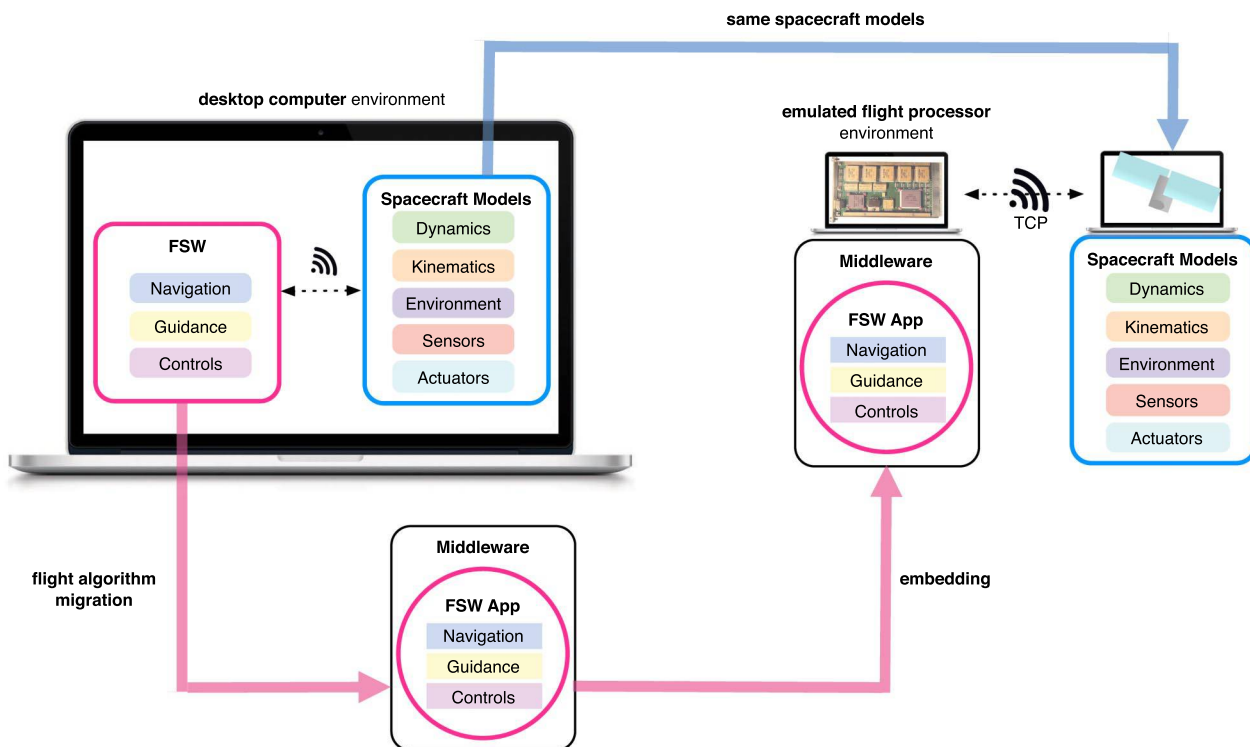 same spacecraft models
desktop computer environment
FSW
Navigation
Guidance
Controls
Spacecraft Models
Dynamics
Kinematics
Environment
Sensors
Actuators
emulated flight processor
environment
TCP
Middleware
FSW App
Navigation
Guidance
Controls
Spacecraft Models
Dynamics
Kinematics
Environment
Sensors
Actuators
flight algorithm
migration
Middleware
FSW App
Navigation
Guidance
Controls
embedding